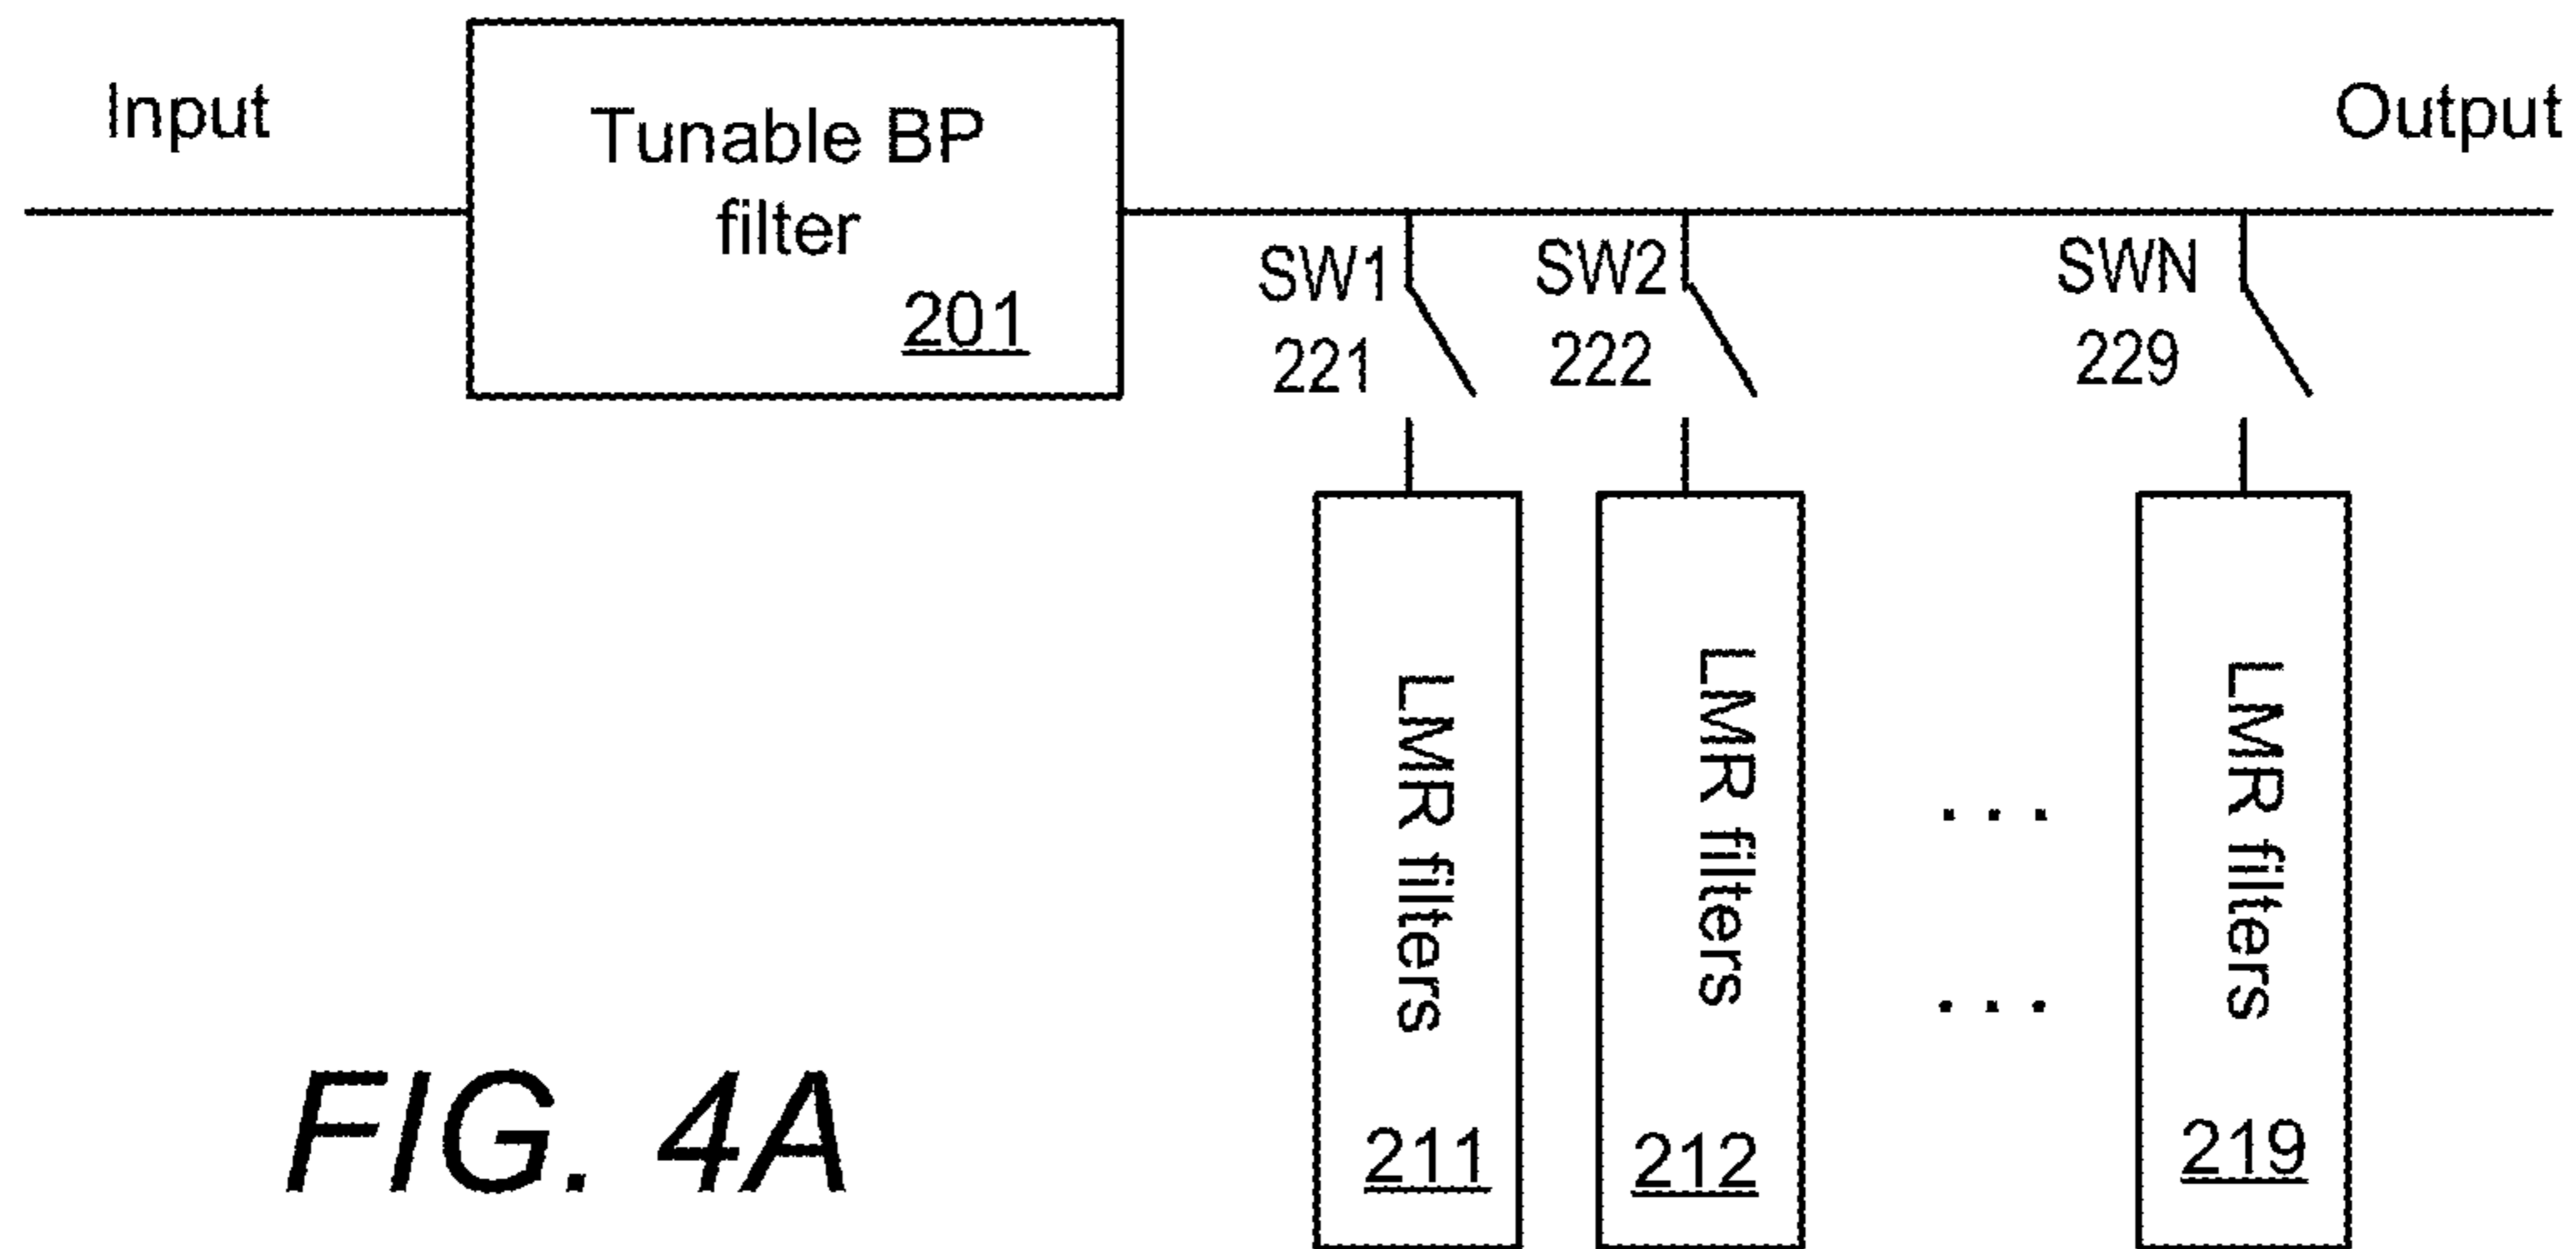 Input
Tunable BP
filter
201
Output
SW1
221
SW2
222
SWN
229
LMR filters
211
LMR filters
212
. . .
. . .
LMR filters
219
FIG. 4A